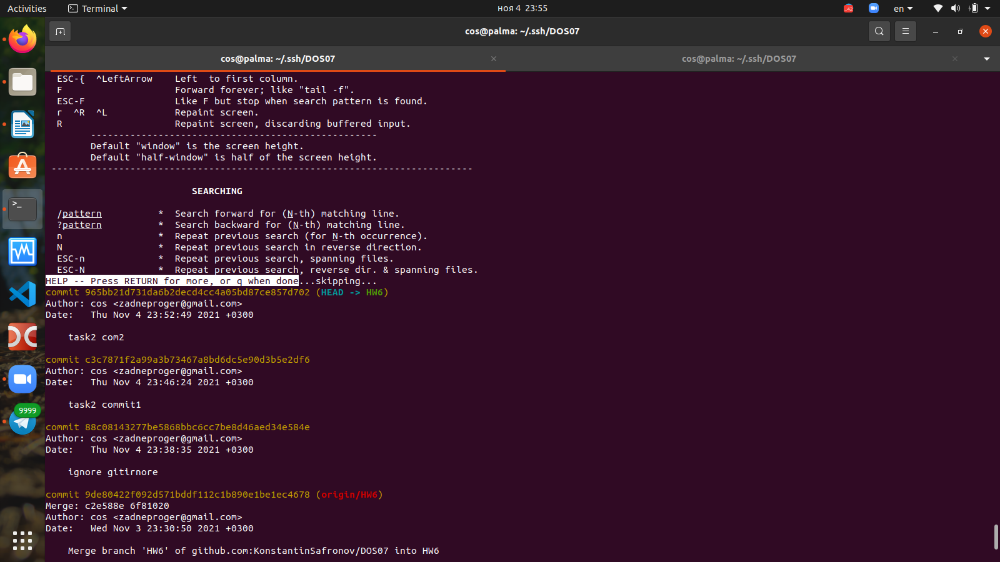 Activities Terminal ноя 4 23:55 42 en
cos@palma: ~/.ssh/DOS07
cos@palma: ~/.ssh/DOS07 × cos@palma: ~/.ssh/DOS07 ×
ESC-{ ^LeftArrow Left to first column.
F Forward forever; like "tail -f".
ESC-F Like F but stop when search pattern is found.
r ^R ^L Repaint screen.
R Repaint screen, discarding buffered input.
---------------------------------------------------
Default "window" is the screen height.
Default "half-window" is half of the screen height.
---------------------------------------------------------------------------
SEARCHING
/pattern * Search forward for (N-th) matching line.
?pattern * Search backward for (N-th) matching line.
n * Repeat previous search (for N-th occurrence).
N * Repeat previous search in reverse direction.
ESC-n * Repeat previous search, spanning files.
ESC-N * Repeat previous search, reverse dir. & spanning files.
HELP -- Press RETURN for more, or q when done...skipping...
commit 965bb21d731da6b2decd4cc4a05bd87ce857d702 (HEAD -> HW6)
Author: cos <zadneproger@gmail.com>
Date: Thu Nov 4 23:52:49 2021 +0300
task2 com2
commit c3c7871f2a99a3b73467a8bd6dc5e90d3b5e2df6
Author: cos <zadneproger@gmail.com>
Date: Thu Nov 4 23:46:24 2021 +0300
task2 commit1
commit 88c08143277be5868bbc6cc7be8d46aed34e584e
Author: cos <zadneproger@gmail.com>
Date: Thu Nov 4 23:38:35 2021 +0300
ignore gitirnore
commit 9de80422f092d571bddf112c1b890e1be1ec4678 (origin/HW6)
Merge: c2e588e 6f81020
Author: cos <zadneproger@gmail.com>
Date: Wed Nov 3 23:30:50 2021 +0300
Merge branch 'HW6' of github.com:KonstantinSafronov/DOS07 into HW6
>_
9999